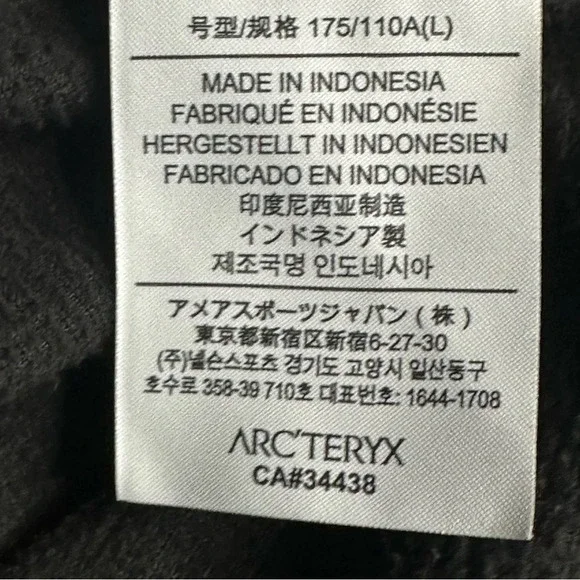 号型/规格 175/110A(L)
MADE IN INDONESIA
FABRIQUÉ EN INDONÉSIE
HERGESTELLT IN INDONESIEN
FABRICADO EN INDONESIA
印度尼西亚制造
インドネシア製
제조국명 인도네시아
アメアスポーツジャパン(株)
東京都新宿区新宿6-27-30
(주)넬슨스포츠 경기도 고양시 일산동구
호수로 358-39 710호 대표번호: 1644-1708
ARC'TERYX
CA#34438